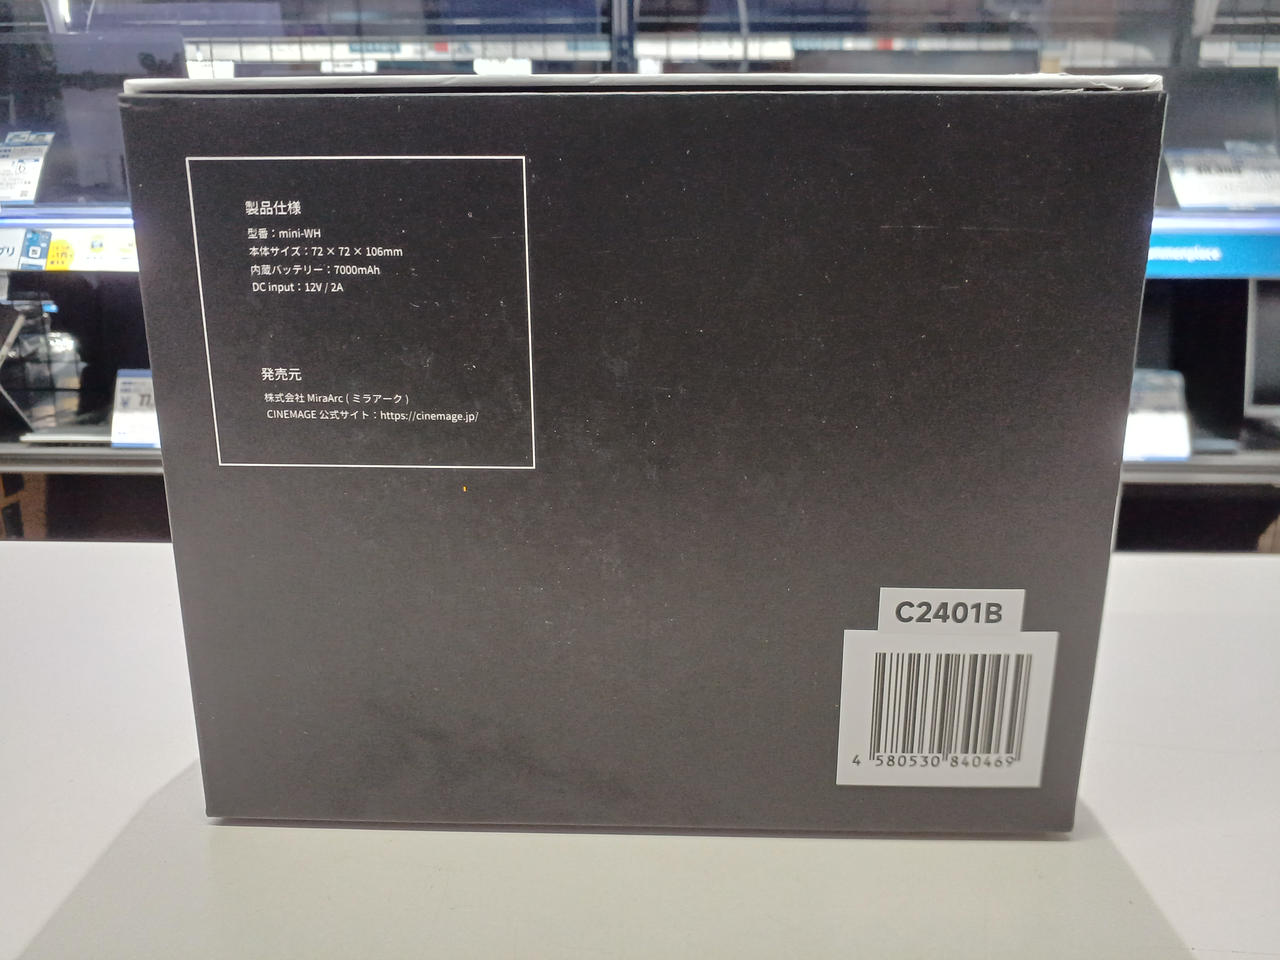 製品仕様
型番：mini-WH
本体サイズ：72 × 72 × 106mm
内蔵バッテリー：7000mAh
DC input：12V / 2A
発売元
株式会社 MiraArc ( ミラアーク )
CINEMAGE 公式サイト：https://cinemage.jp/
C2401B
4 580530 840469